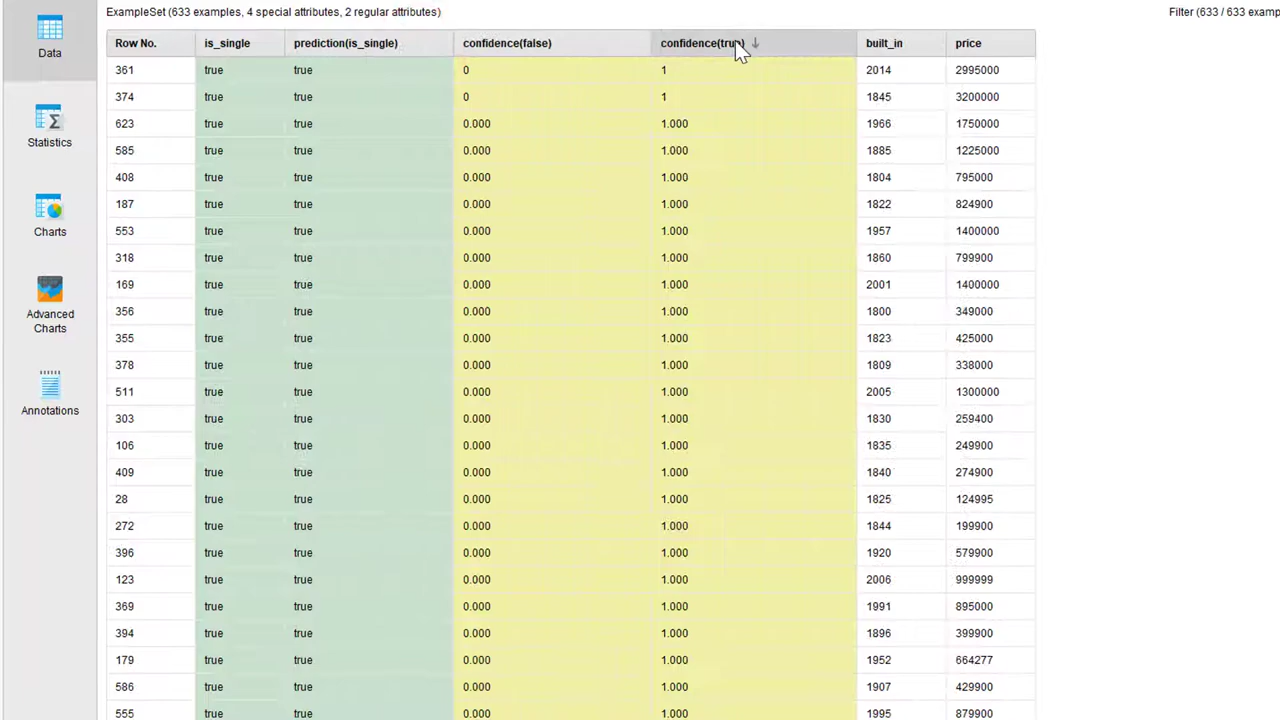 ExampleSet (633 examples, 4 special attributes, 2 regular attributes) Filter (633 / 633 examp
Data
Statistics
Charts
Advanced
Charts
Annotations
Row No. is_single prediction(is_single) confidence(false) confidence(true) ↓ built_in price
361 true true 0 1 2014 2995000
374 true true 0 1 1845 3200000
623 true true 0.000 1.000 1966 1750000
585 true true 0.000 1.000 1885 1225000
408 true true 0.000 1.000 1804 795000
187 true true 0.000 1.000 1822 824900
553 true true 0.000 1.000 1957 1400000
318 true true 0.000 1.000 1860 799900
169 true true 0.000 1.000 2001 1400000
356 true true 0.000 1.000 1800 349000
355 true true 0.000 1.000 1823 425000
378 true true 0.000 1.000 1809 338000
511 true true 0.000 1.000 2005 1300000
303 true true 0.000 1.000 1830 259400
106 true true 0.000 1.000 1835 249900
409 true true 0.000 1.000 1840 274900
28 true true 0.000 1.000 1825 124995
272 true true 0.000 1.000 1844 199900
396 true true 0.000 1.000 1920 579900
123 true true 0.000 1.000 2006 999999
369 true true 0.000 1.000 1991 895000
394 true true 0.000 1.000 1896 399900
179 true true 0.000 1.000 1952 664277
586 true true 0.000 1.000 1907 429900
555 true true 0.000 1.000 1995 879900